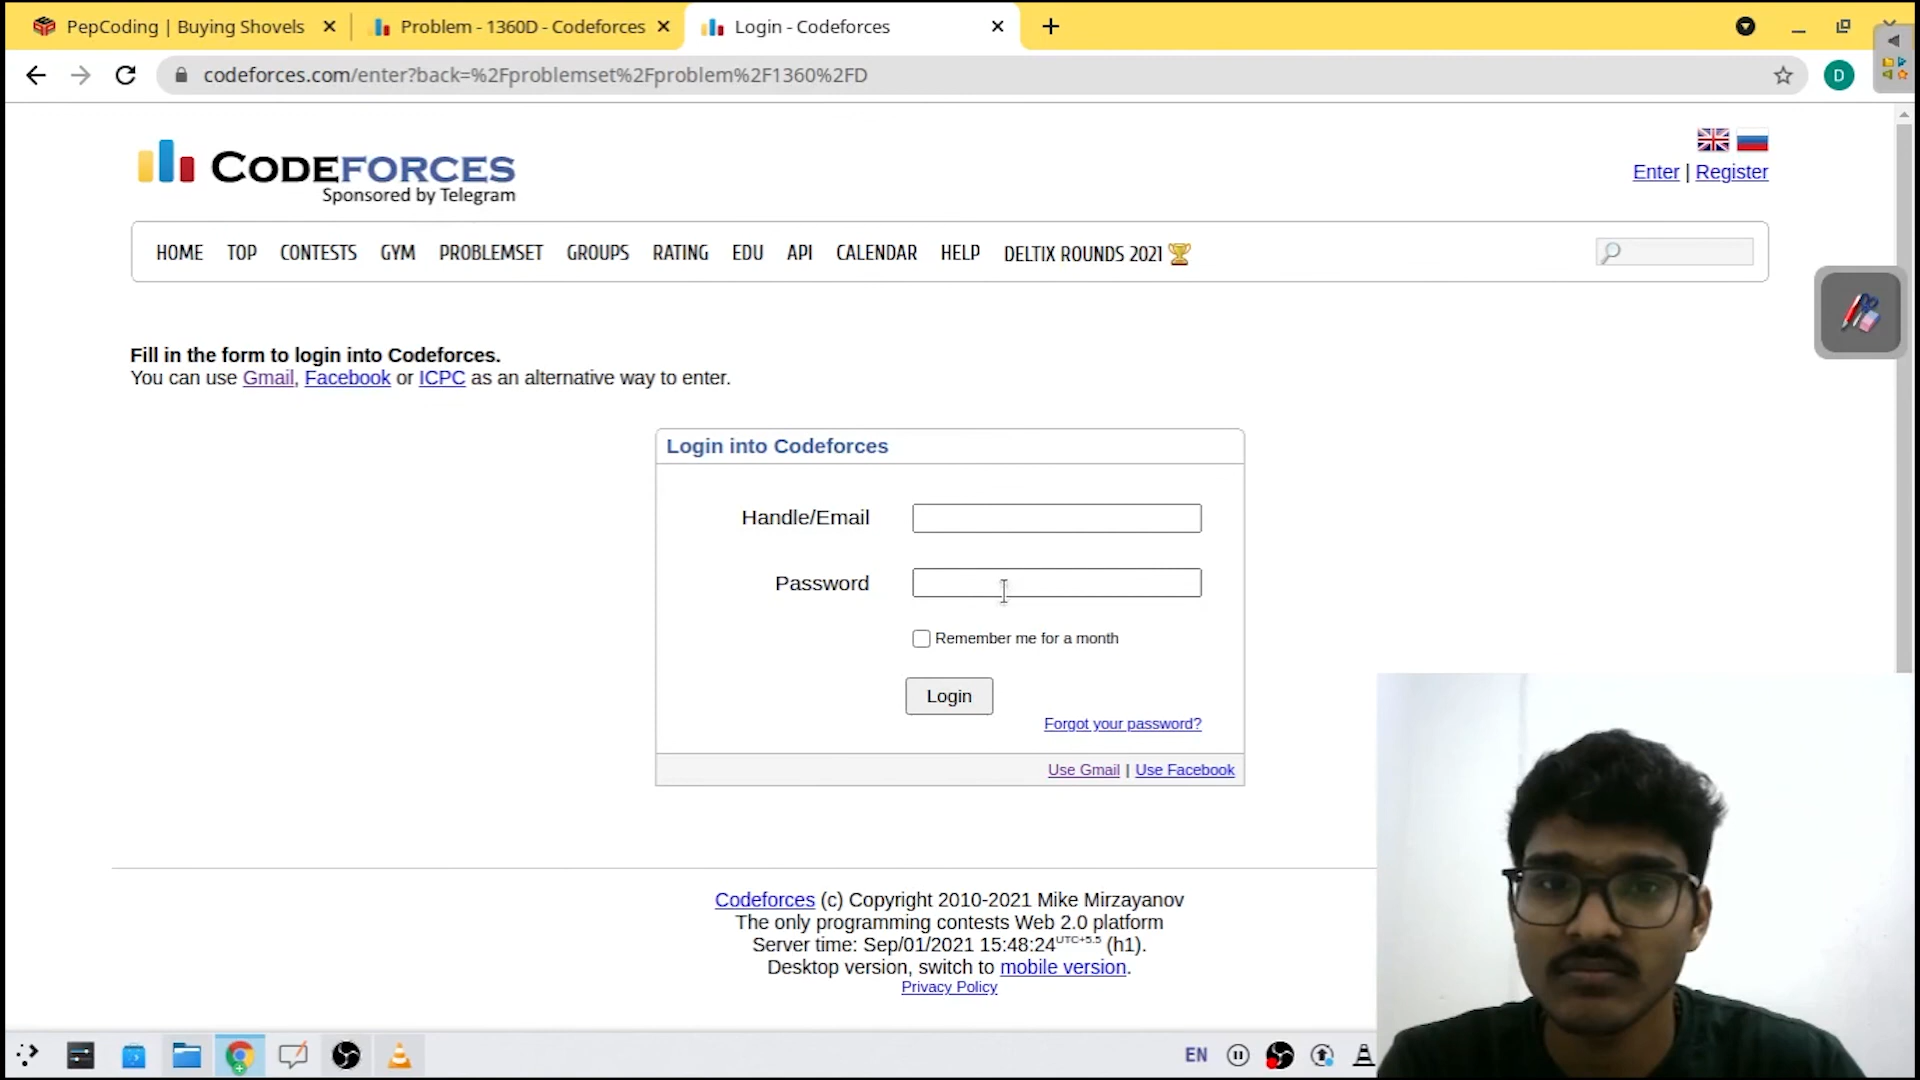 PepCoding | Buying Shovels
Problem - 1360D - Codeforces
Login - Codeforces
codeforces.com/enter?back=%2Fproblemset%2Fproblem%2F1360%2FD
D
CODEFORCES
Sponsored by Telegram
Enter | Register
HOME TOP CONTESTS GYM PROBLEMSET GROUPS RATING EDU API CALENDAR HELP DELTIX ROUNDS 2021
Fill in the form to login into Codeforces.
You can use Gmail, Facebook or ICPC as an alternative way to enter.
Login into Codeforces
Handle/Email
Password
Remember me for a month
Login
Forgot your password?
Use Gmail | Use Facebook
Codeforces (c) Copyright 2010-2021 Mike Mirzayanov
The only programming contests Web 2.0 platform
Server time: Sep/01/2021 15:48:24UTC+5.5 (h1).
Desktop version, switch to mobile version.
Privacy Policy
EN